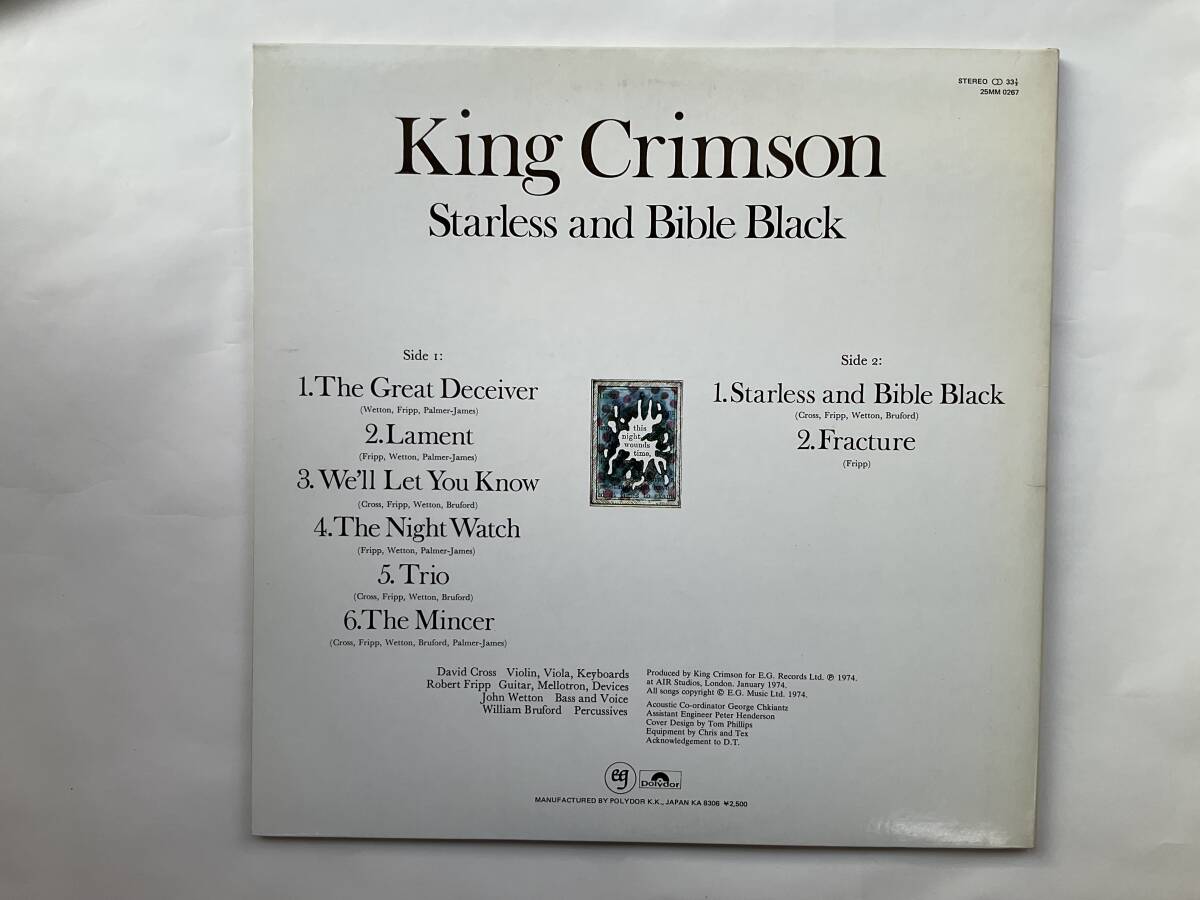 STEREO 33⅓
25MM 0267
King Crimson
Starless and Bible Black
Side 1:
1.The Great Deceiver
(Wetton, Fripp, Palmer-James)
2.Lament
(Fripp, Wetton, Palmer-James)
3.We'll Let You Know
(Cross, Fripp, Wetton, Bruford)
4.The Night Watch
(Fripp, Wetton, Palmer-James)
5.Trio
(Cross, Fripp, Wetton, Bruford)
6.The Mincer
(Cross, Fripp, Wetton, Bruford, Palmer-James)
this
night
wounds
time,
Side 2:
1.Starless and Bible Black
(Cross, Fripp, Wetton, Bruford)
2.Fracture
(Fripp)
David Cross Violin, Viola, Keyboards
Robert Fripp Guitar, Mellotron, Devices
John Wetton Bass and Voice
William Bruford Percussives
Produced by King Crimson for E.G. Records Ltd. ℗ 1974.
at AIR Studios, London. January 1974.
All songs copyright © E.G. Music Ltd. 1974.
Acoustic Co-ordinator George Chkiantz
Assistant Engineer Peter Henderson
Cover Design by Tom Phillips
Equipment by Chris and Tex
Acknowledgement to D.T.
eg Polydor
MANUFACTURED BY POLYDOR K.K., JAPAN KA 8306 ¥2,500